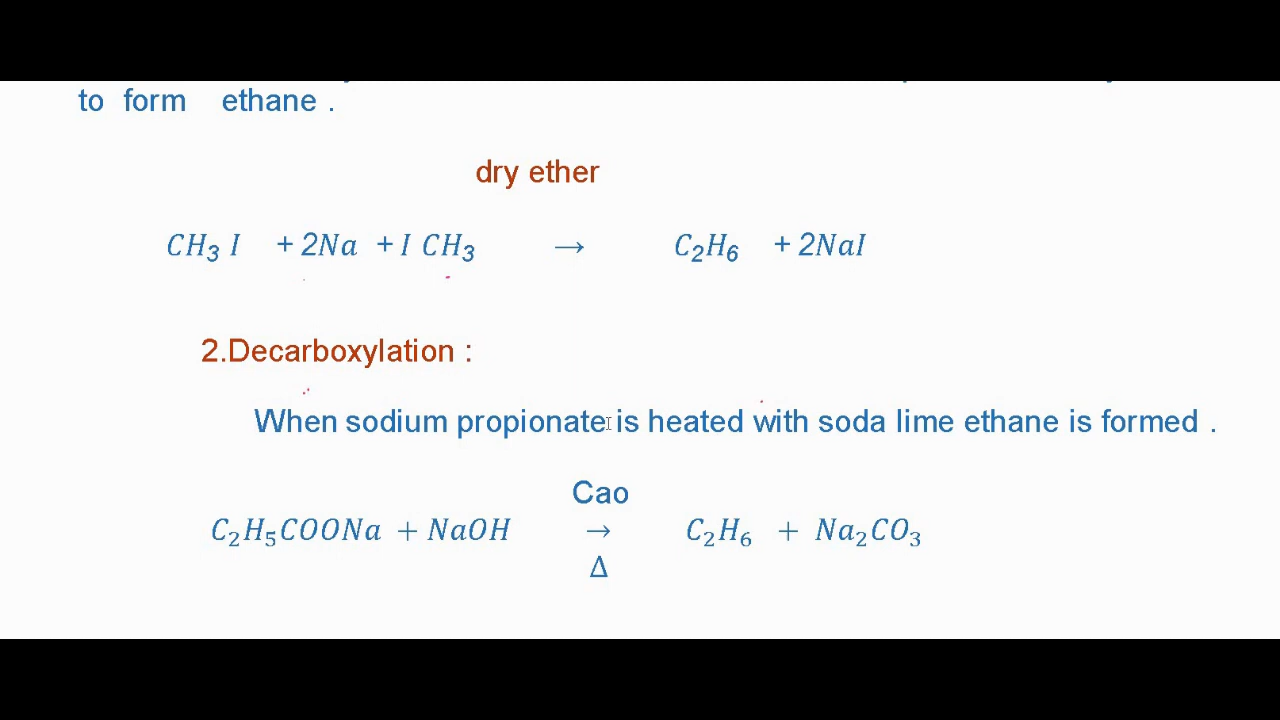 to form ethane .
dry ether
CH₃ I + 2Na + I CH₃ → C₂H₆ + 2NaI
2.Decarboxylation :
When sodium propionate is heated with soda lime ethane is formed .
Cao
C₂H₅COONa + NaOH → C₂H₆ + Na₂CO₃
Δ